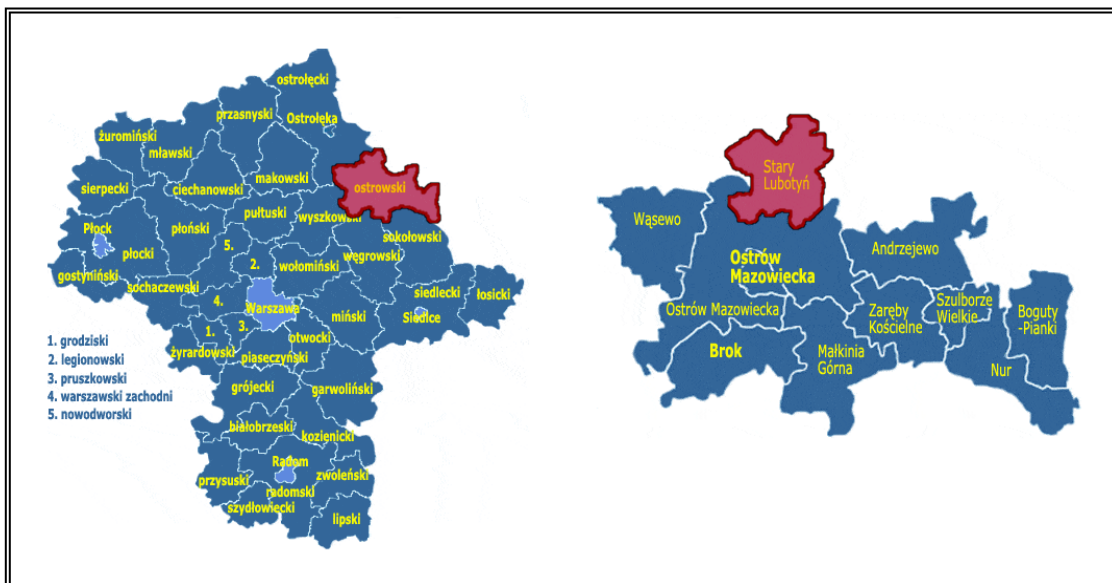 ostrołęcki
przasnyski
Ostrołęka
żuromiński
mławski
sierpecki
ciechanowski
makowski
ostrowski
Płock
płocki
płoński
pułtuski
wyszkowski
sokołowski
5.
2.
wołomiński
węgrowski
gostyniński
sochaczewski
4.
Warszawa
siedlecki
łosicki
Siedlce
miński
1.
3.
otwocki
żyrardowski
piaseczyński
grójecki
garwoliński
białobrzeski
kozienicki
Radom
przysuski
zwoleński
radomski
szydłowiecki
lipski
1. grodziski
2. legionowski
3. pruszkowski
4. warszawski zachodni
5. nowodworski
Stary
Lubotyń
Wąsewo
Andrzejewo
Ostrów
Mazowiecka
Ostrów Mazowiecka
Zaręby
Kościelne
Szulborze
Wielkie
Boguty
-Pianki
Brok
Małkinia
Górna
Nur